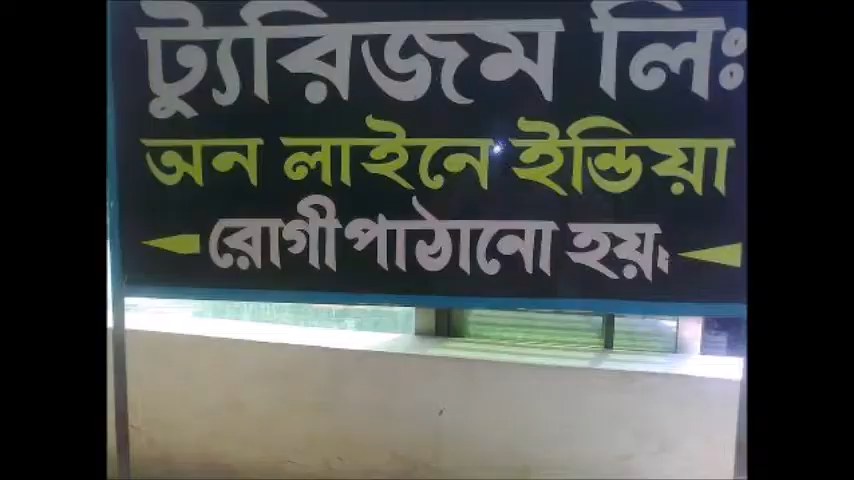 ট্যুরিজম লিঃ
অন লাইনে ইন্ডিয়া
রোগী পাঠানো হয়।